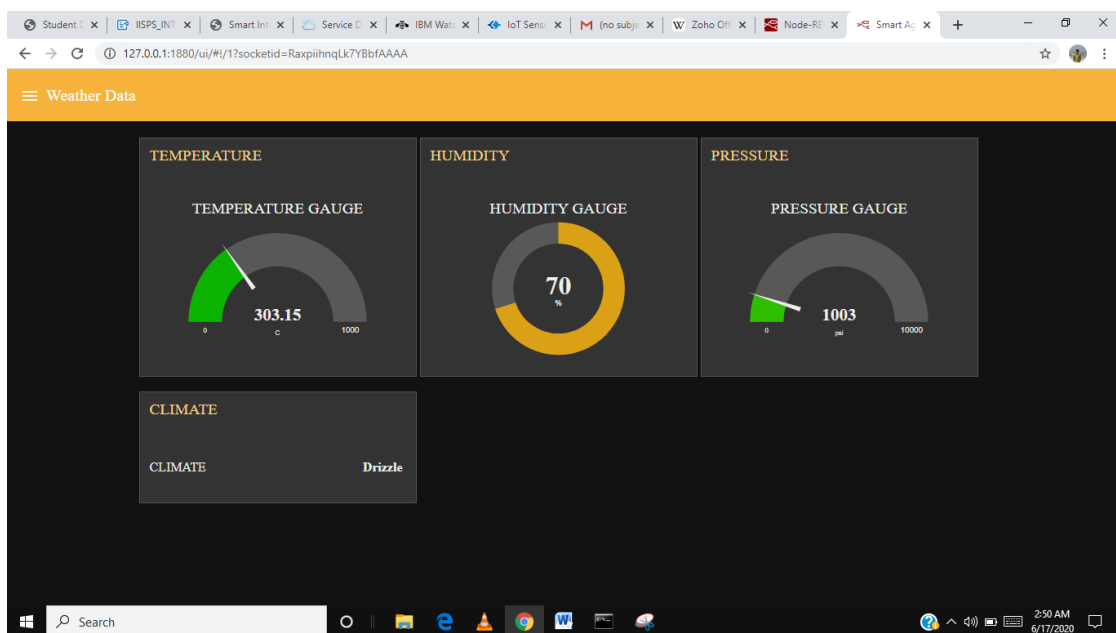 Student D
IISPS_INT
Smart Int
Service D
IBM Wats
IoT Senso
(no subje
Zoho Off
Node-RE
Smart Ag
127.0.0.1:1880/ui/#!/1?socketid=RaxpiihnqLk7YBbfAAAA
Weather Data
TEMPERATURE
TEMPERATURE GAUGE
303.15
C
0
1000
HUMIDITY
HUMIDITY GAUGE
70
%
PRESSURE
PRESSURE GAUGE
1003
psi
0
10000
CLIMATE
CLIMATE Drizzle
Search
2:50 AM
6/17/2020